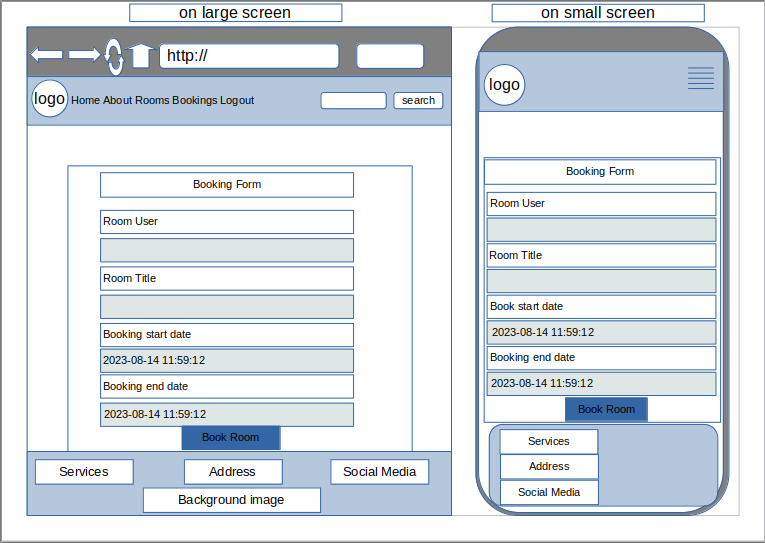 on large screen
http://
logo
Home About Rooms Bookings Logout
search
Booking Form
Room User
Room Title
Booking start date
2023-08-14 11:59:12
Booking end date
2023-08-14 11:59:12
Book Room
Services
Address
Social Media
Background image
on small screen
logo
Booking Form
Room User
Room Title
Book start date
2023-08-14 11:59:12
Booking end date
2023-08-14 11:59:12
Book Room
Services
Address
Social Media